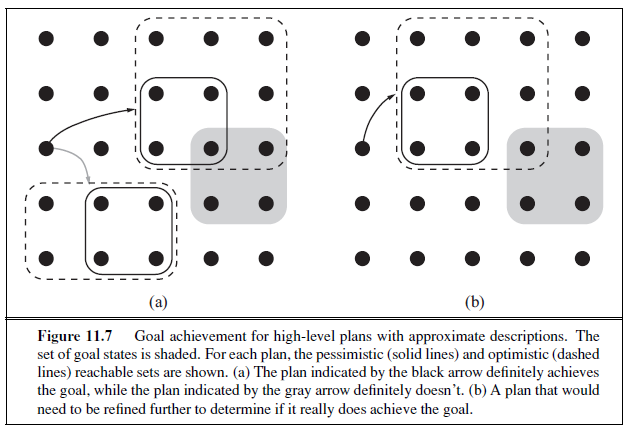 (a)
(b)
Figure 11.7 Goal achievement for high-level plans with approximate descriptions. The
set of goal states is shaded. For each plan, the pessimistic (solid lines) and optimistic (dashed
lines) reachable sets are shown. (a) The plan indicated by the black arrow definitely achieves
the goal, while the plan indicated by the gray arrow definitely doesn't. (b) A plan that would
need to be refined further to determine if it really does achieve the goal.